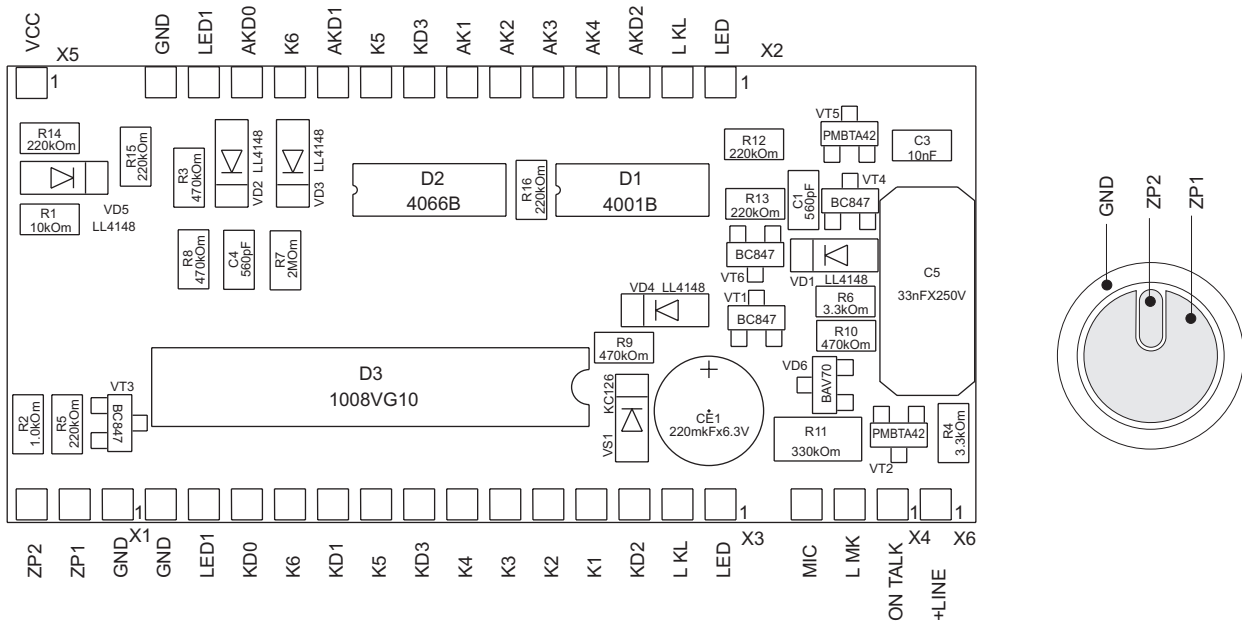 VCC
X5
GND
LED1
AKD0
K6
AKD1
K5
KD3
AK1
AK2
AK3
AK4
AKD2
L KL
LED
X2
1
1
R14
220kOm
R15
220kOm
VD5
LL4148
R1
10kOm
R3
470kOm
VD2 LL4148
VD3 LL4148
R8
470kOm
C4
560pF
R7
2MOm
D2
4066B
R16
220kOm
D1
4001B
R12
220kOm
VT5
PMBTA42
C3
10nF
R13
220kOm
C1
560pF
VT4
BC847
BC847
VT6
VD1 LL4148
C5
33nFX250V
VD4 LL4148
VT1
BC847
R6
3.3kOm
R10
470kOm
R9
470kOm
D3
1008VG10
VT3
BC847
R2
1.0kOm
R5
220kOm
VS1 KC126
+
CE1
220mkFx6.3V
VD6
BAV70
R11
330kOm
PMBTA42
VT2
R4
3.3kOm
1
1
1
1
X1
X3
X4
X6
ZP2
ZP1
GND
GND
LED1
KD0
K6
KD1
K5
KD3
K4
K3
K2
K1
KD2
L KL
LED
MIC
L MK
ON TALK
+LINE
GND
ZP2
ZP1